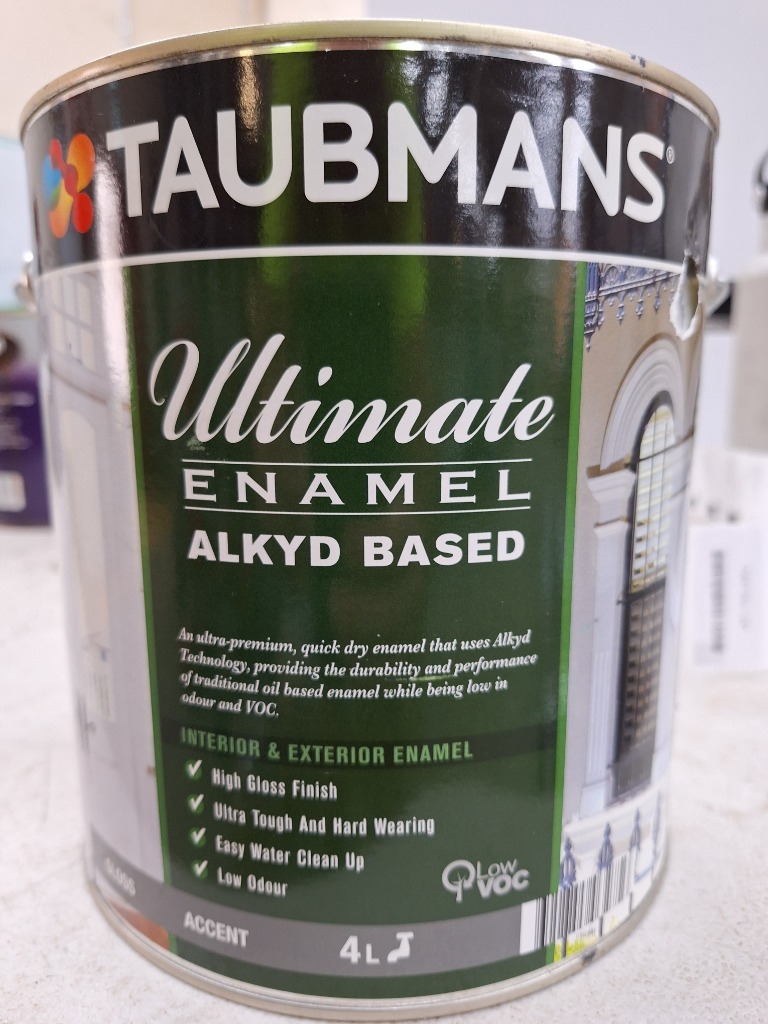 TAUBMANS®
Ultimate
ENAMEL
ALKYD BASED
An ultra-premium, quick dry enamel that uses Alkyd
Technology, providing the durability and performance
of traditional oil based enamel while being low in
odour and VOC.
INTERIOR & EXTERIOR ENAMEL
High Gloss Finish
Ultra Tough And Hard Wearing
Easy Water Clean Up
Low Odour
LOW
VOC
GLOSS
ACCENT
4L